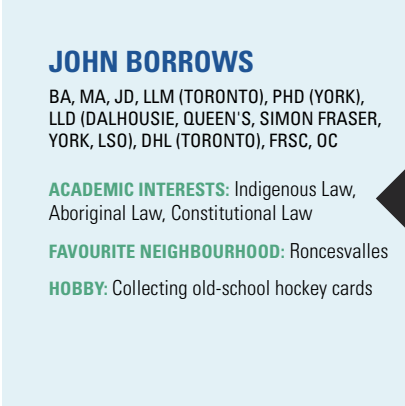 JOHN BORROWS
BA, MA, JD, LLM (TORONTO), PHD (YORK),
LLD (DALHOUSIE, QUEEN'S, SIMON FRASER,
YORK, LSO), DHL (TORONTO), FRSC, OC
ACADEMIC INTERESTS: Indigenous Law,
Aboriginal Law, Constitutional Law
FAVOURITE NEIGHBOURHOOD: Roncesvalles
HOBBY: Collecting old-school hockey cards